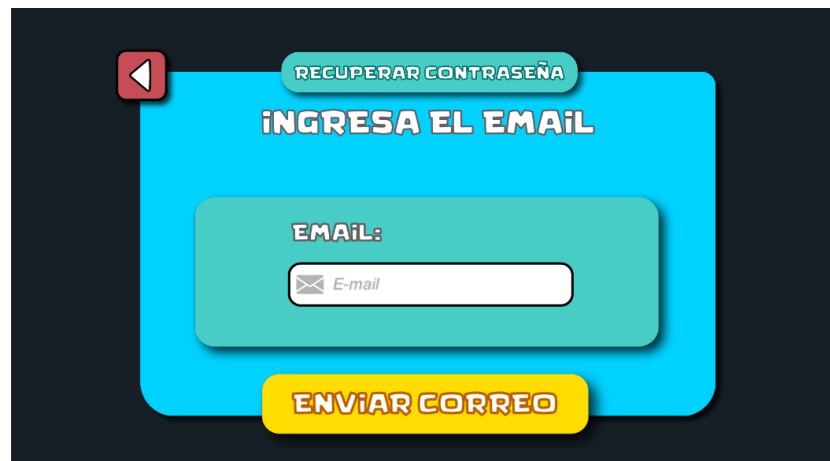 RECUPERAR CONTRASEÑA
iNGRESA EL EMAiL
EMAiL:
E-mail
ENViAR CORREO